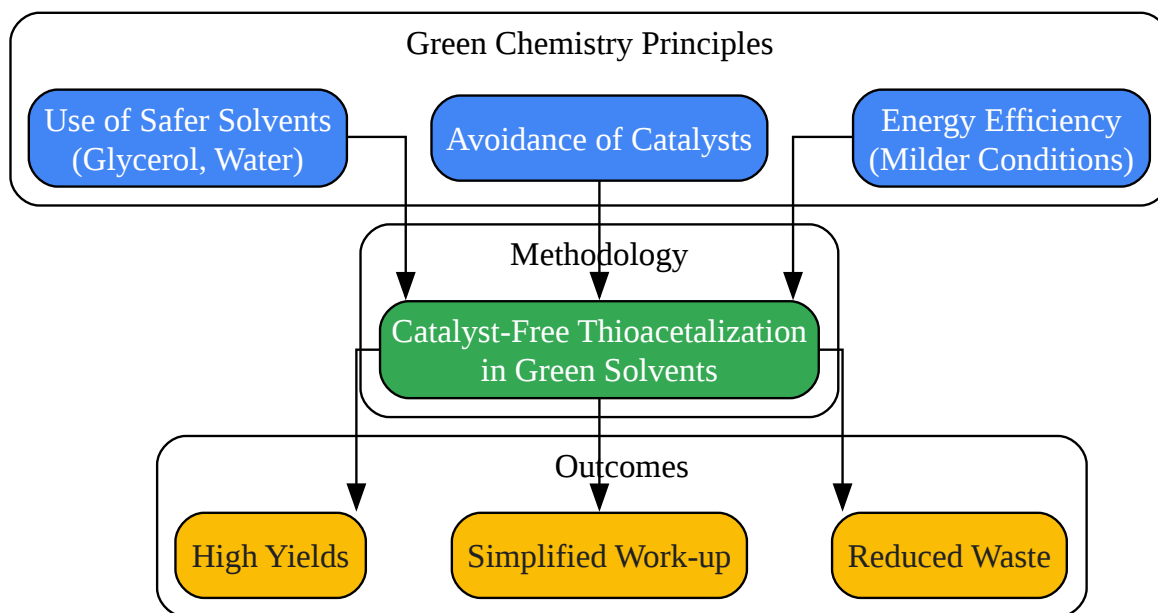 Green Chemistry Principles
Use of Safer Solvents
(Glycerol, Water)
Avoidance of Catalysts
Energy Efficiency
(Milder Conditions)
Methodology
Catalyst-Free Thioacetalization
in Green Solvents
Outcomes
High Yields
Simplified Work-up
Reduced Waste